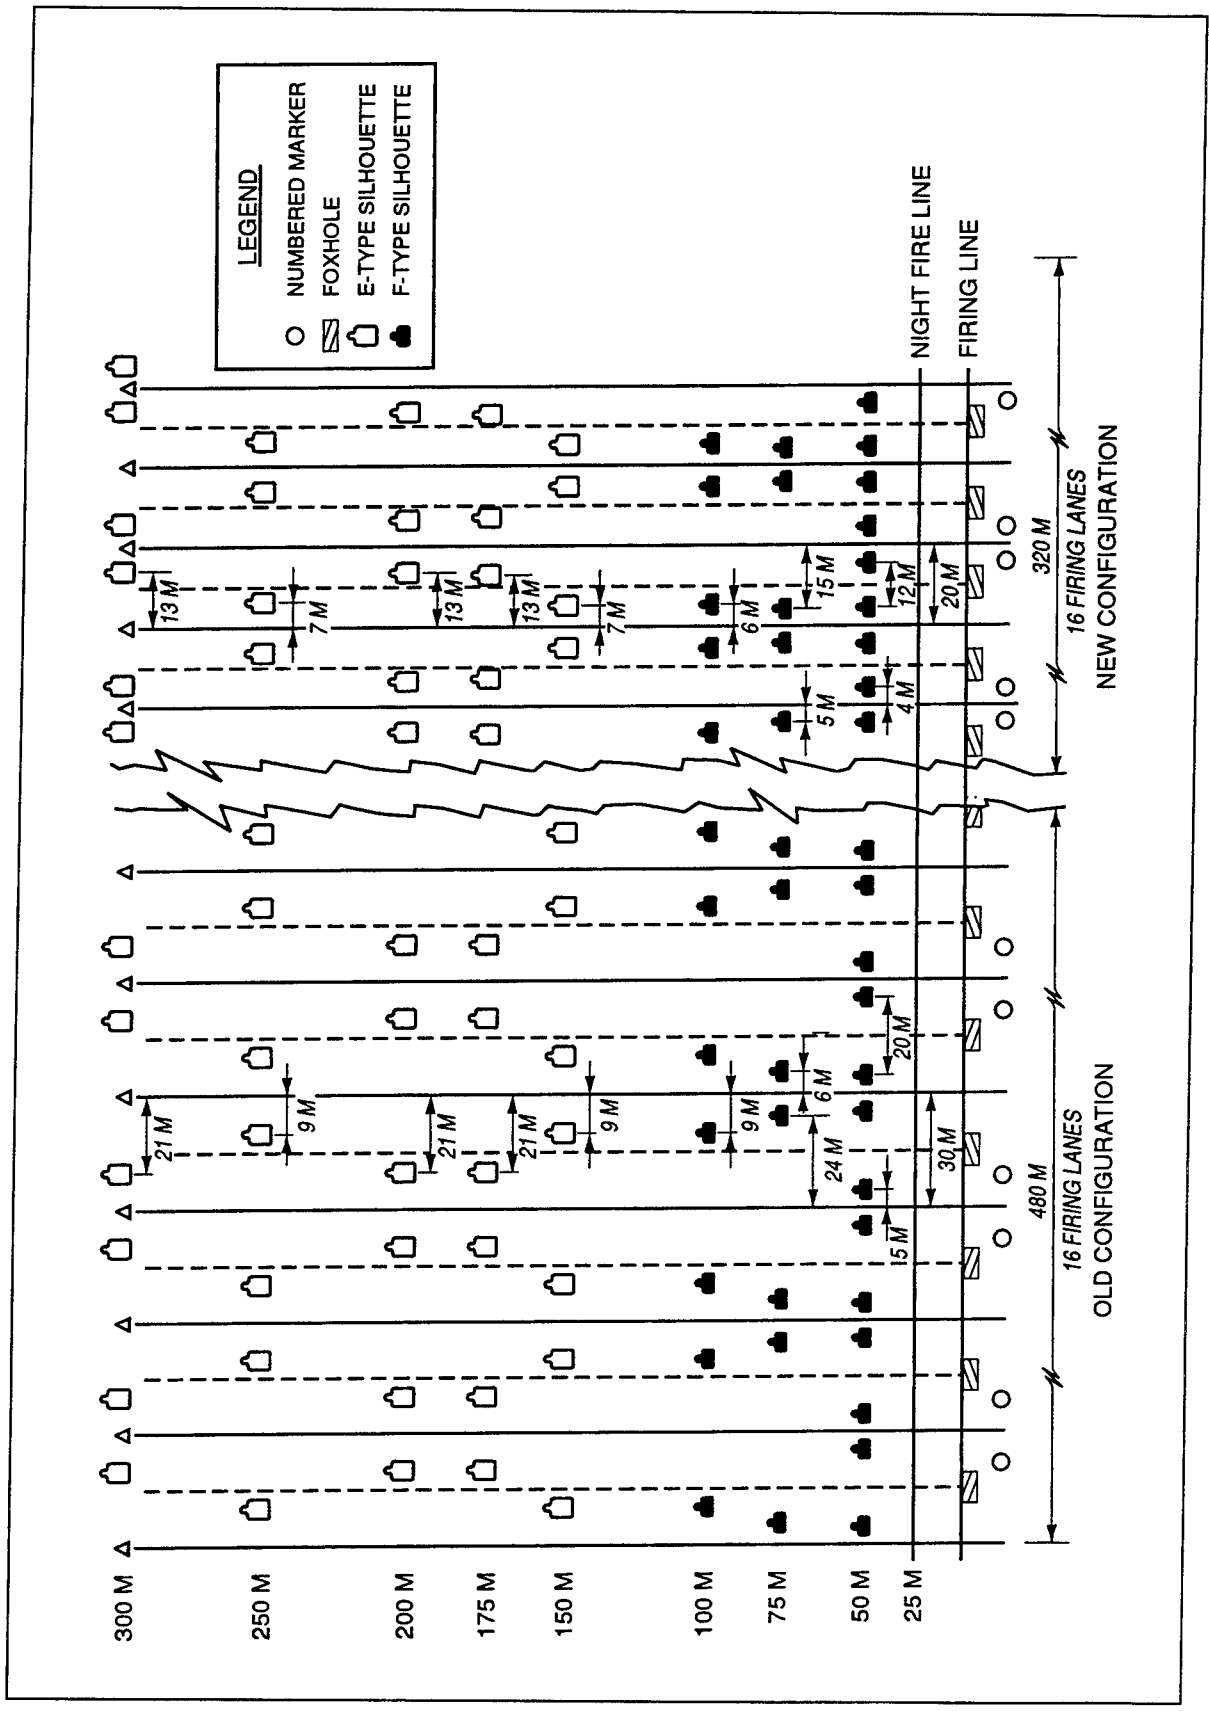 LEGEND
NUMBERED MARKER
FOXHOLE
E-TYPE SILHOUETTE
F-TYPE SILHOUETTE
300 M
250 M
200 M
175 M
150 M
100 M
75 M
50 M
25 M
21 M
9 M
21 M
21 M
9 M
9 M
24 M
6 M
15 M
20 M
30 M
13 M
7 M
13 M
13 M
7 M
6 M
5 M
15 M
4 M
12 M
20 M
NIGHT FIRE LINE
FIRING LINE
480 M
16 FIRING LANES
OLD CONFIGURATION
320 M
16 FIRING LANES
NEW CONFIGURATION